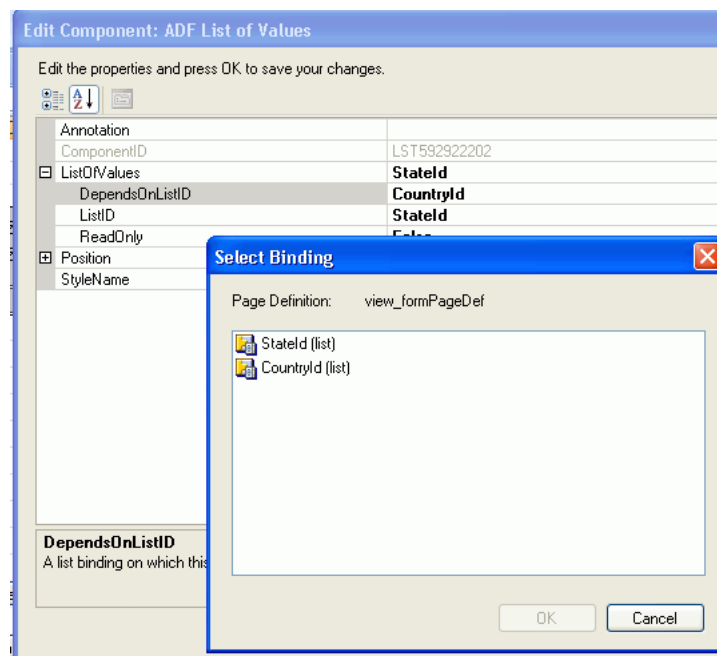 Edit Component: ADF List of Values
Edit the properties and press OK to save your changes.
Annotation
ComponentID LST592922202
ListOfValues StateId
DependsOnListID CountryId
ListID StateId
ReadOnly False
Position
StyleName
Select Binding
Page Definition: view_formPageDef
StateId (list)
CountryId (list)
DependsOnListID
A list binding on which this
OK Cancel